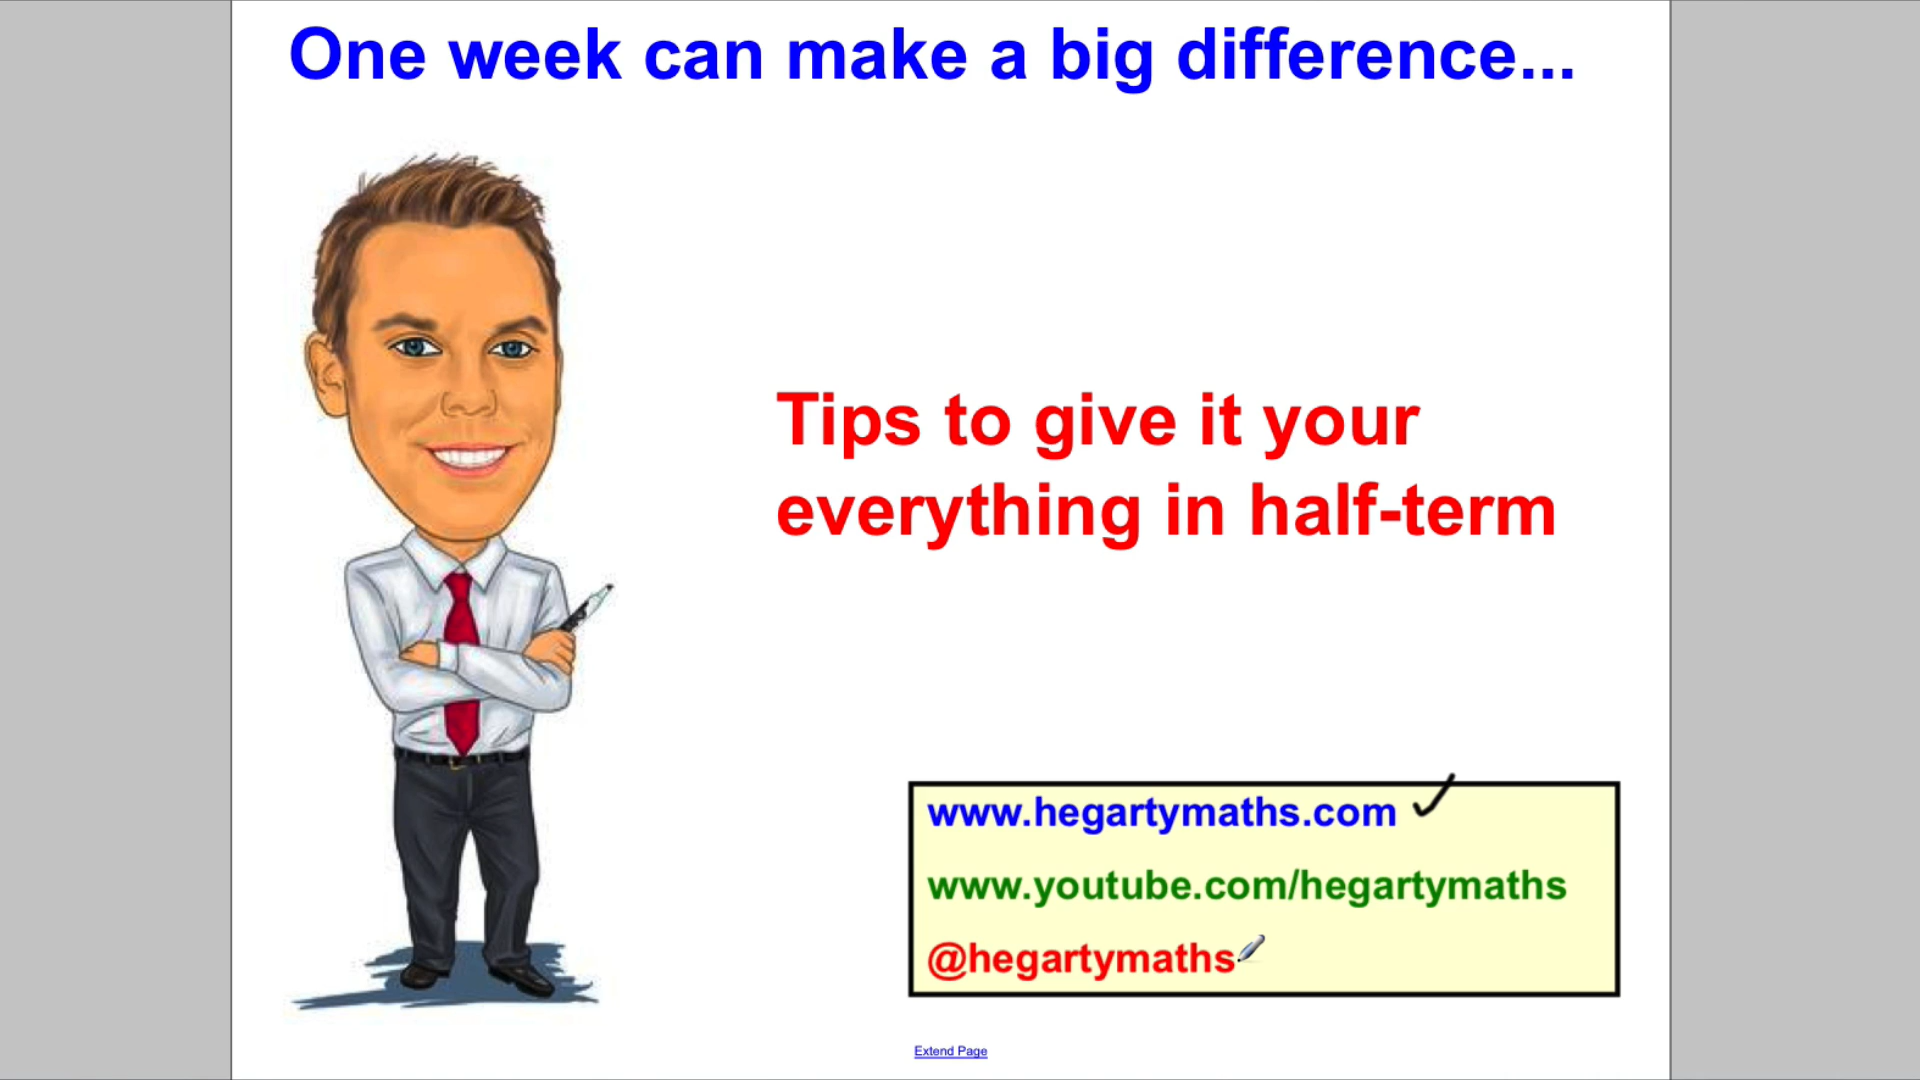 One week can make a big difference...
Tips to give it your
everything in half-term
www.hegartymaths.com
www.youtube.com/hegartymaths
@hegartymaths
Extend Page